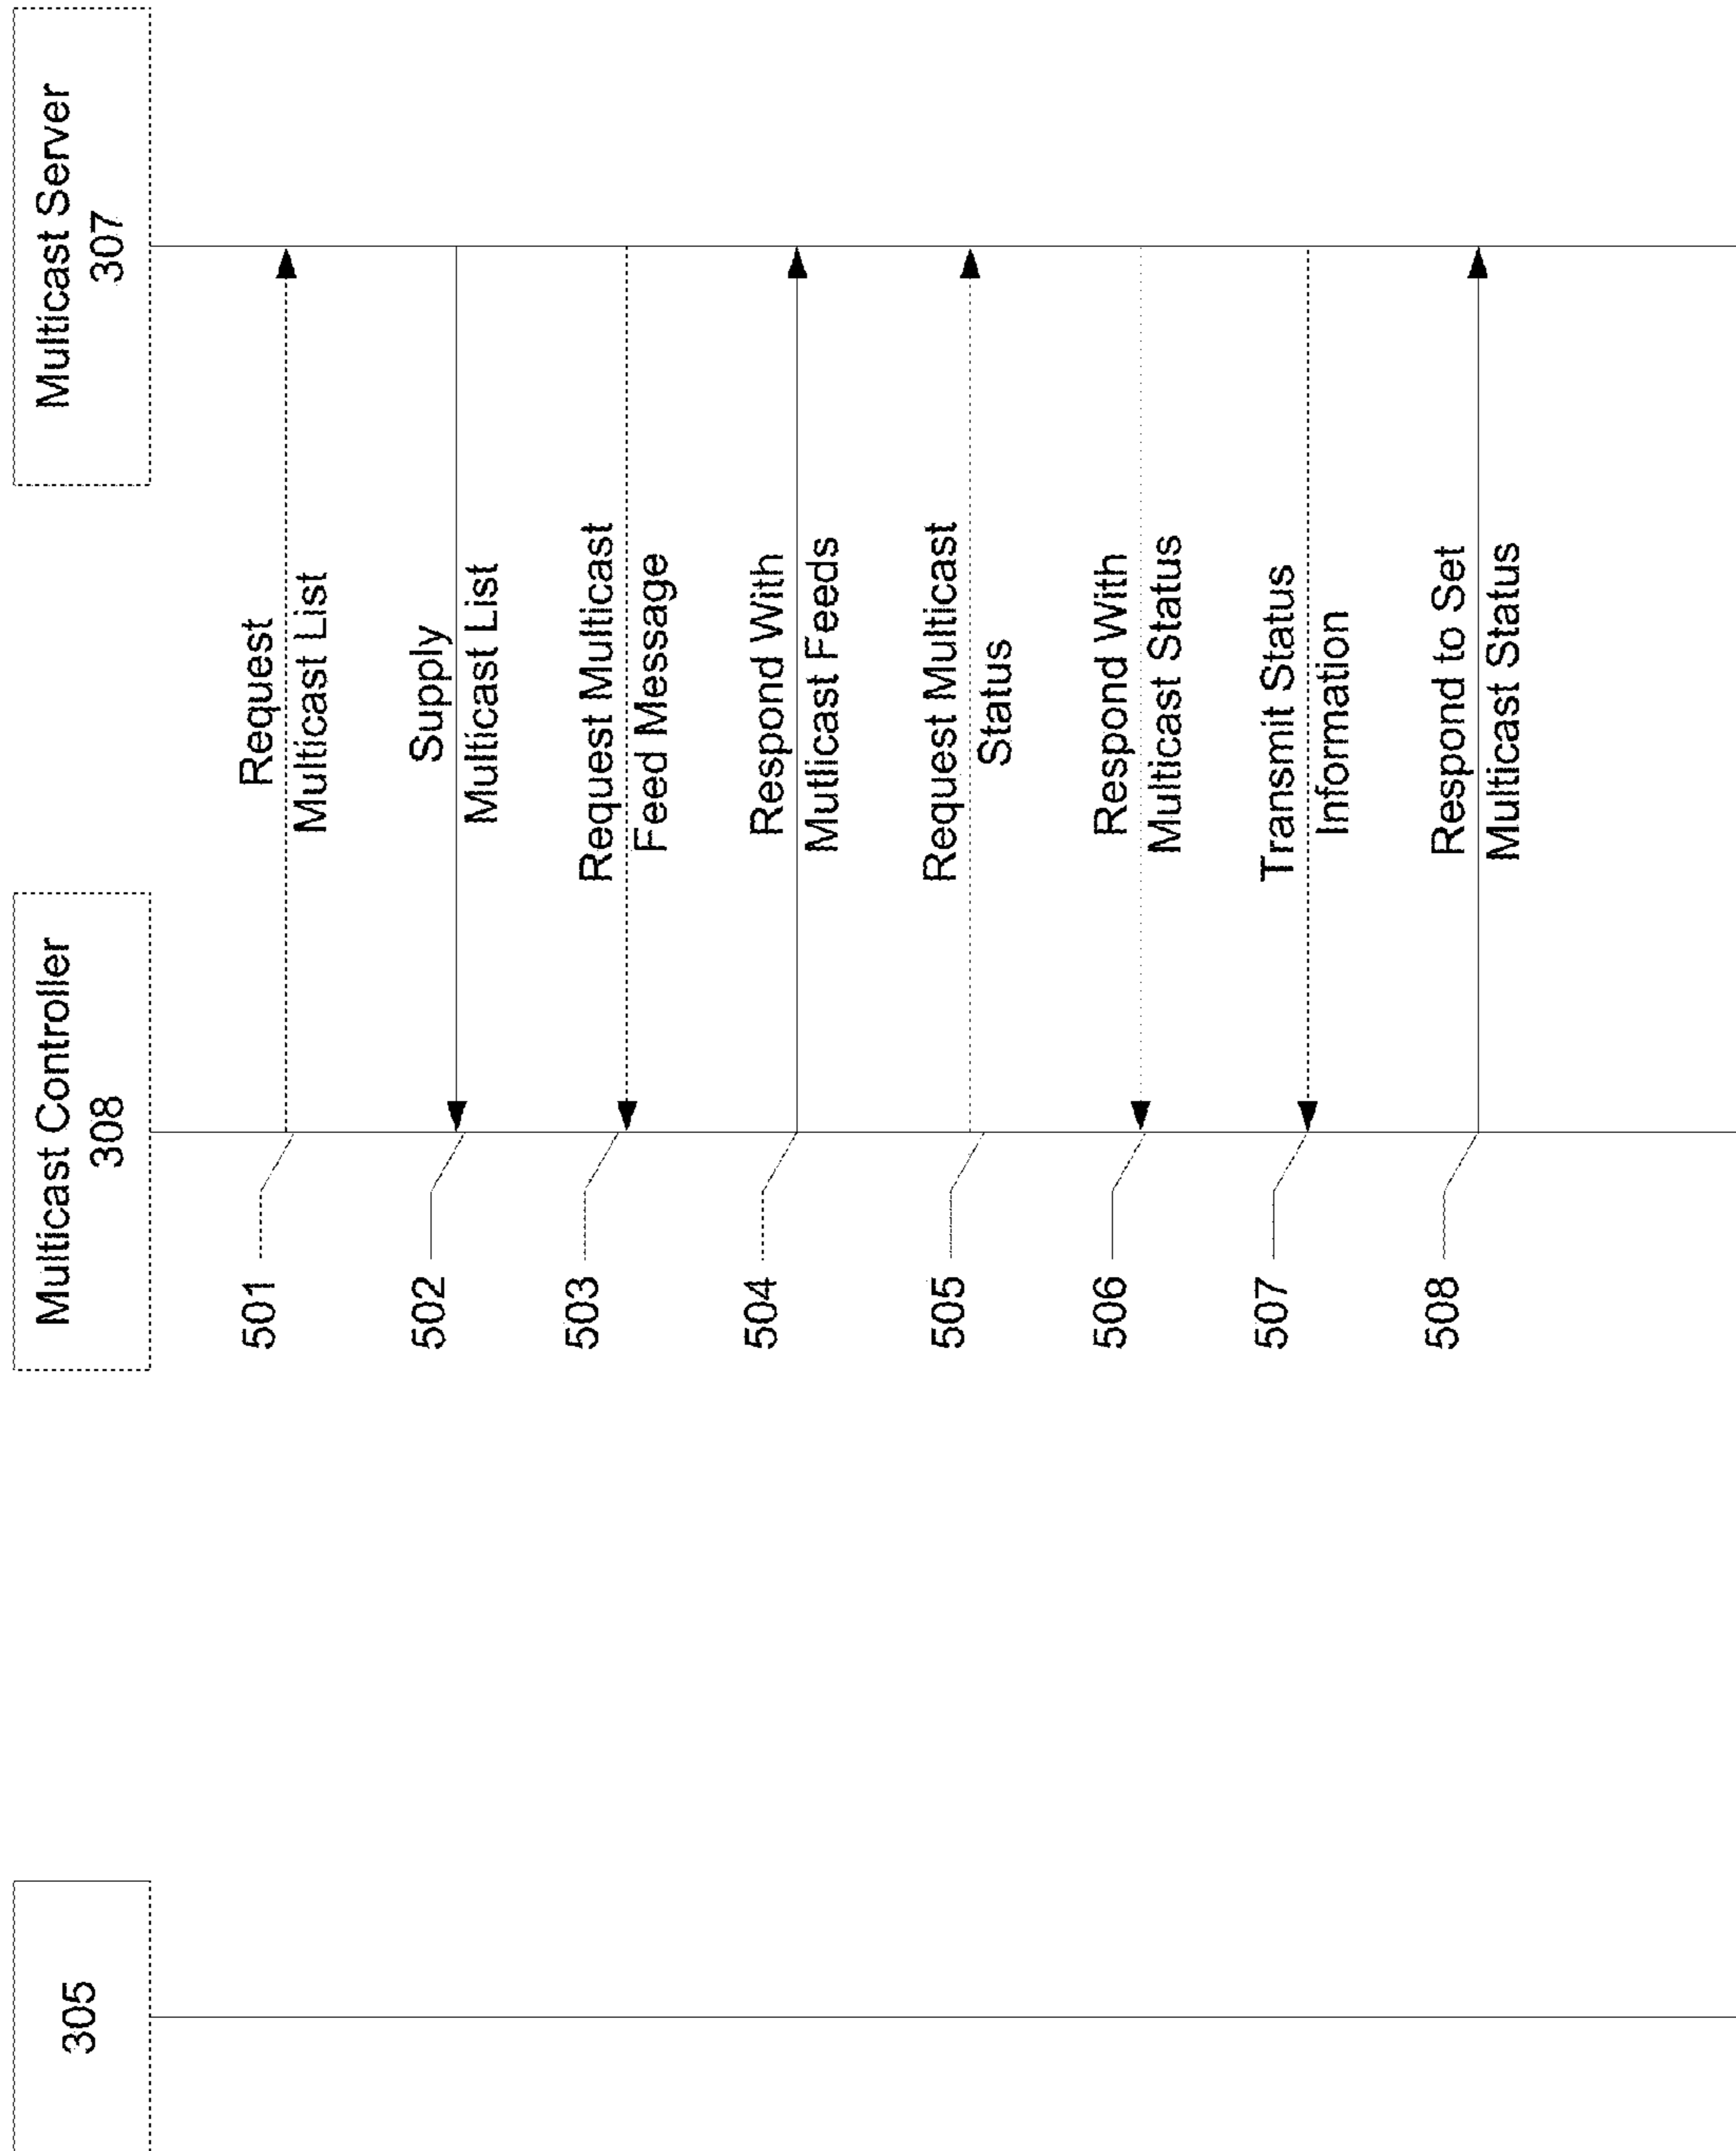 305
Multicast Controller
308
Multicast Server
307
501
Request
Multicast List
502
Supply
Multicast List
503
Request Multicast
Feed Message
504
Respond With
Mutlicast Feeds
505
Request Multicast
Status
506
Respond With
Multicast Status
507
Transmit Status
Information
508
Respond to Set
Multicast Status